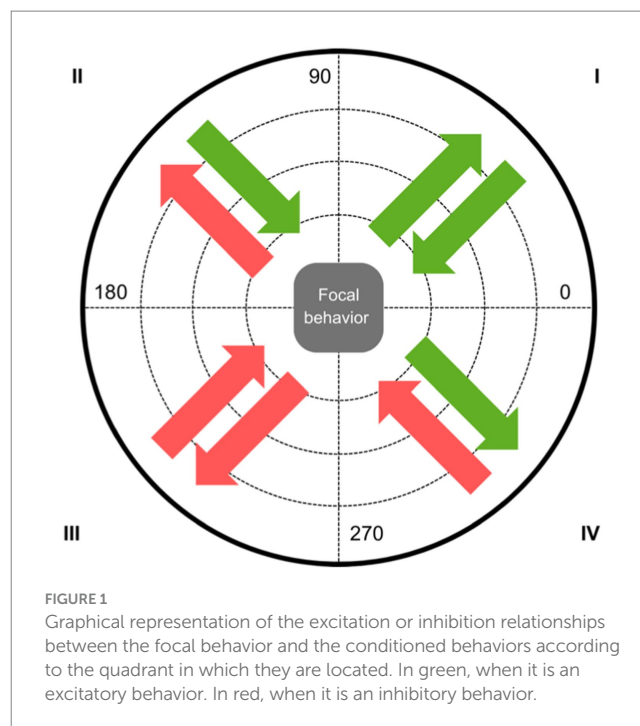 II
90
I
180
Focal
behavior
0
III
270
IV
FIGURE 1
Graphical representation of the excitation or inhibition relationships
between the focal behavior and the conditioned behaviors according
to the quadrant in which they are located. In green, when it is an
excitatory behavior. In red, when it is an inhibitory behavior.